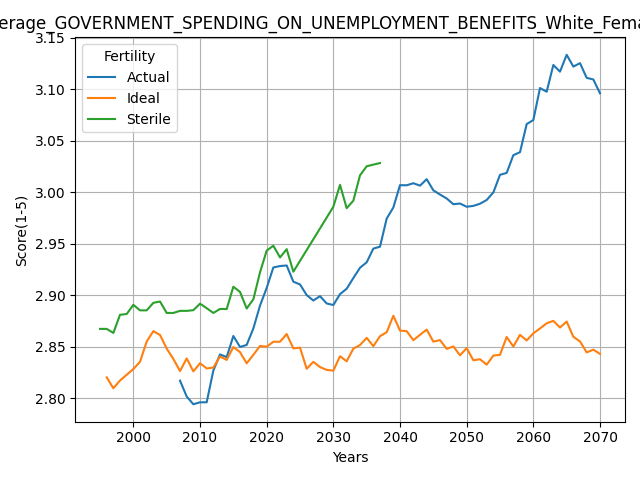 erage_GOVERNMENT_SPENDING_ON_UNEMPLOYMENT_BENEFITS_White_Fema
Fertility
Actual
Ideal
Sterile
Score(1-5)
3.15
3.10
3.05
3.00
2.95
2.90
2.85
2.80
2000 2010 2020 2030 2040 2050 2060 2070
Years